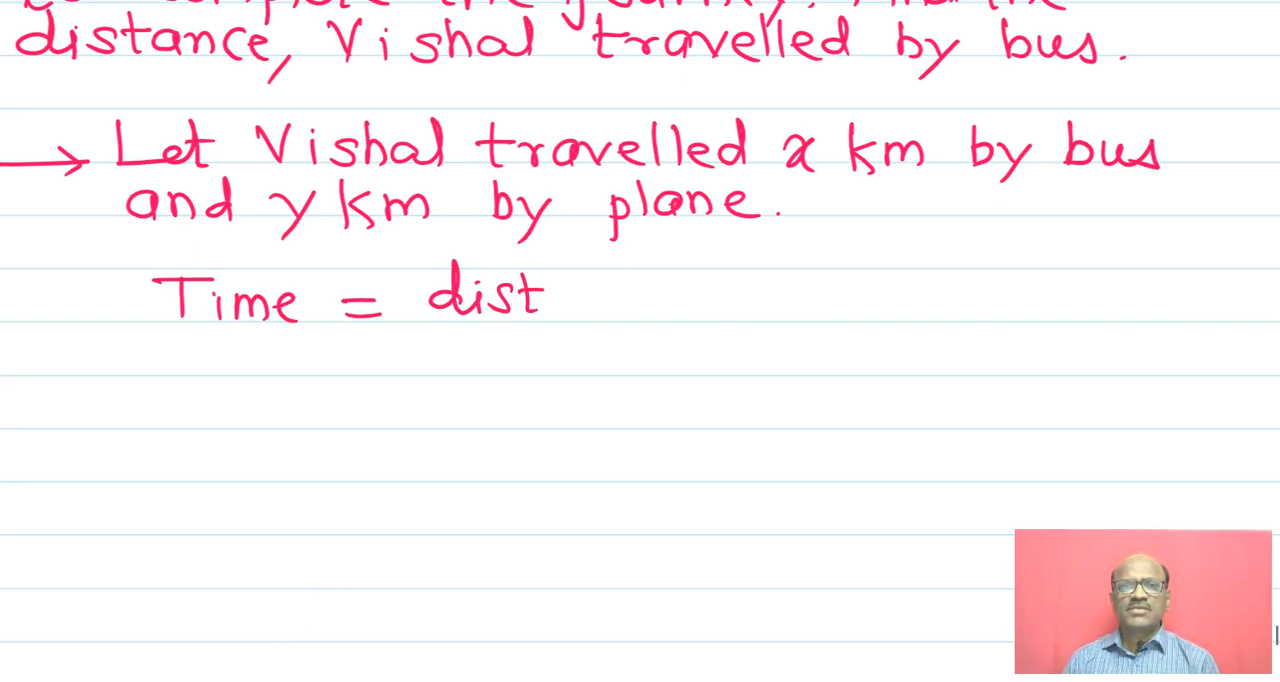 distance, Vishal travelled by bus.
→ Let Vishal travelled x km by bus
and y km by plane.
Time = dist